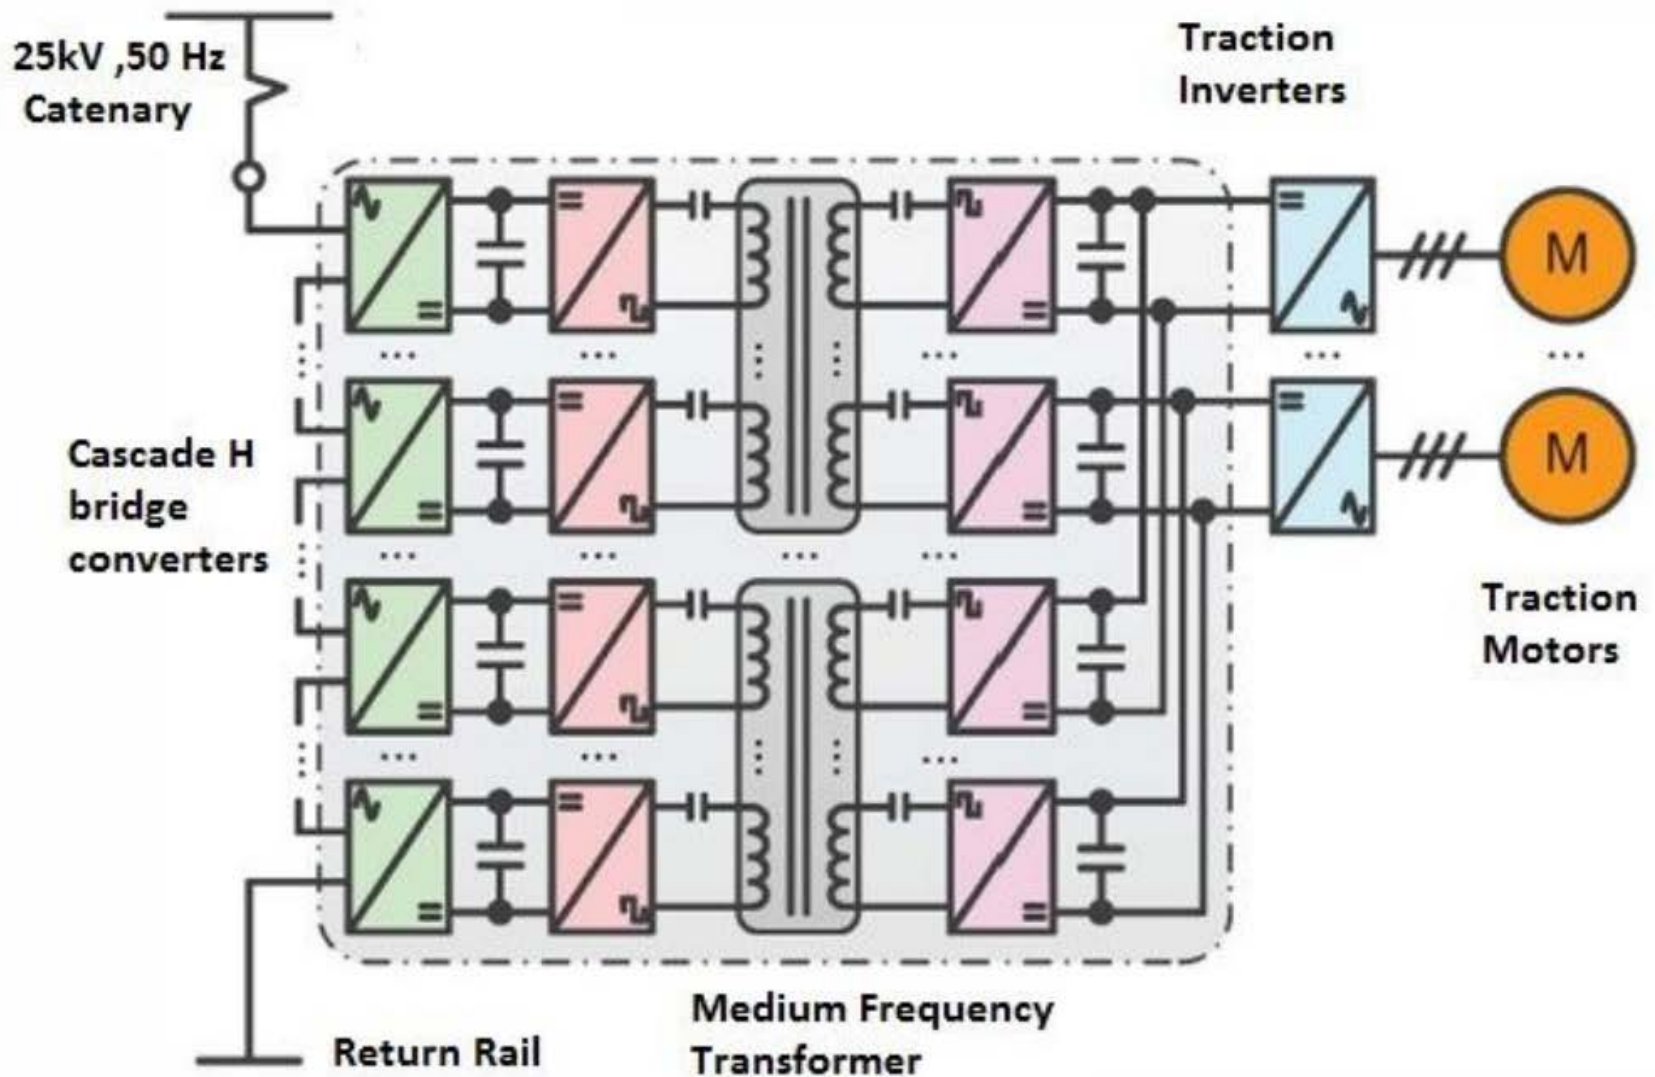 25kV ,50 Hz
Catenary
Traction
Inverters
M
M
Cascade H
bridge
converters
Traction
Motors
Medium Frequency
Transformer
Return Rail